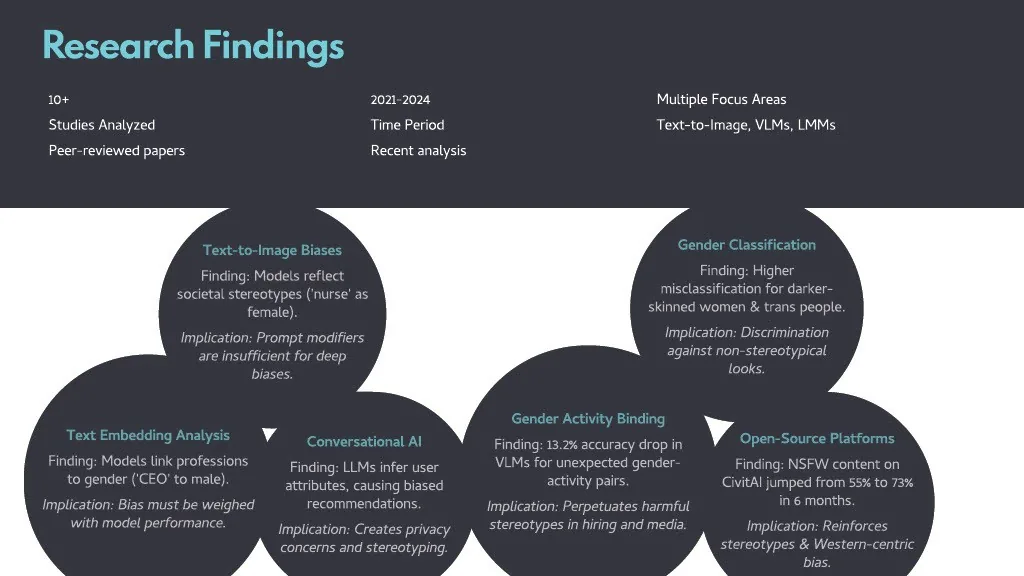 Research Findings
10+
Studies Analyzed
Peer-reviewed papers
2021-2024
Time Period
Recent analysis
Multiple Focus Areas
Text-to-Image, VLMs, LMMs
Text-to-Image Biases
Finding: Models reflect
societal stereotypes ('nurse' as
female).
Implication: Prompt modifiers
are insufficient for deep
biases.
Gender Classification
Finding: Higher
misclassification for darker-
skinned women & trans people.
Implication: Discrimination
against non-stereotypical
looks.
Text Embedding Analysis
Finding: Models link professions
to gender ('CEO' to male).
Implication: Bias must be weighed
with model performance.
Conversational AI
Finding: LLMs infer user
attributes, causing biased
recommendations.
Implication: Creates privacy
concerns and stereotyping.
Gender Activity Binding
Finding: 13.2% accuracy drop in
VLMs for unexpected gender-
activity pairs.
Implication: Perpetuates harmful
stereotypes in hiring and media.
Open-Source Platforms
Finding: NSFW content on
CivitAI jumped from 55% to 73%
in 6 months.
Implication: Reinforces
stereotypes & Western-centric
bias.